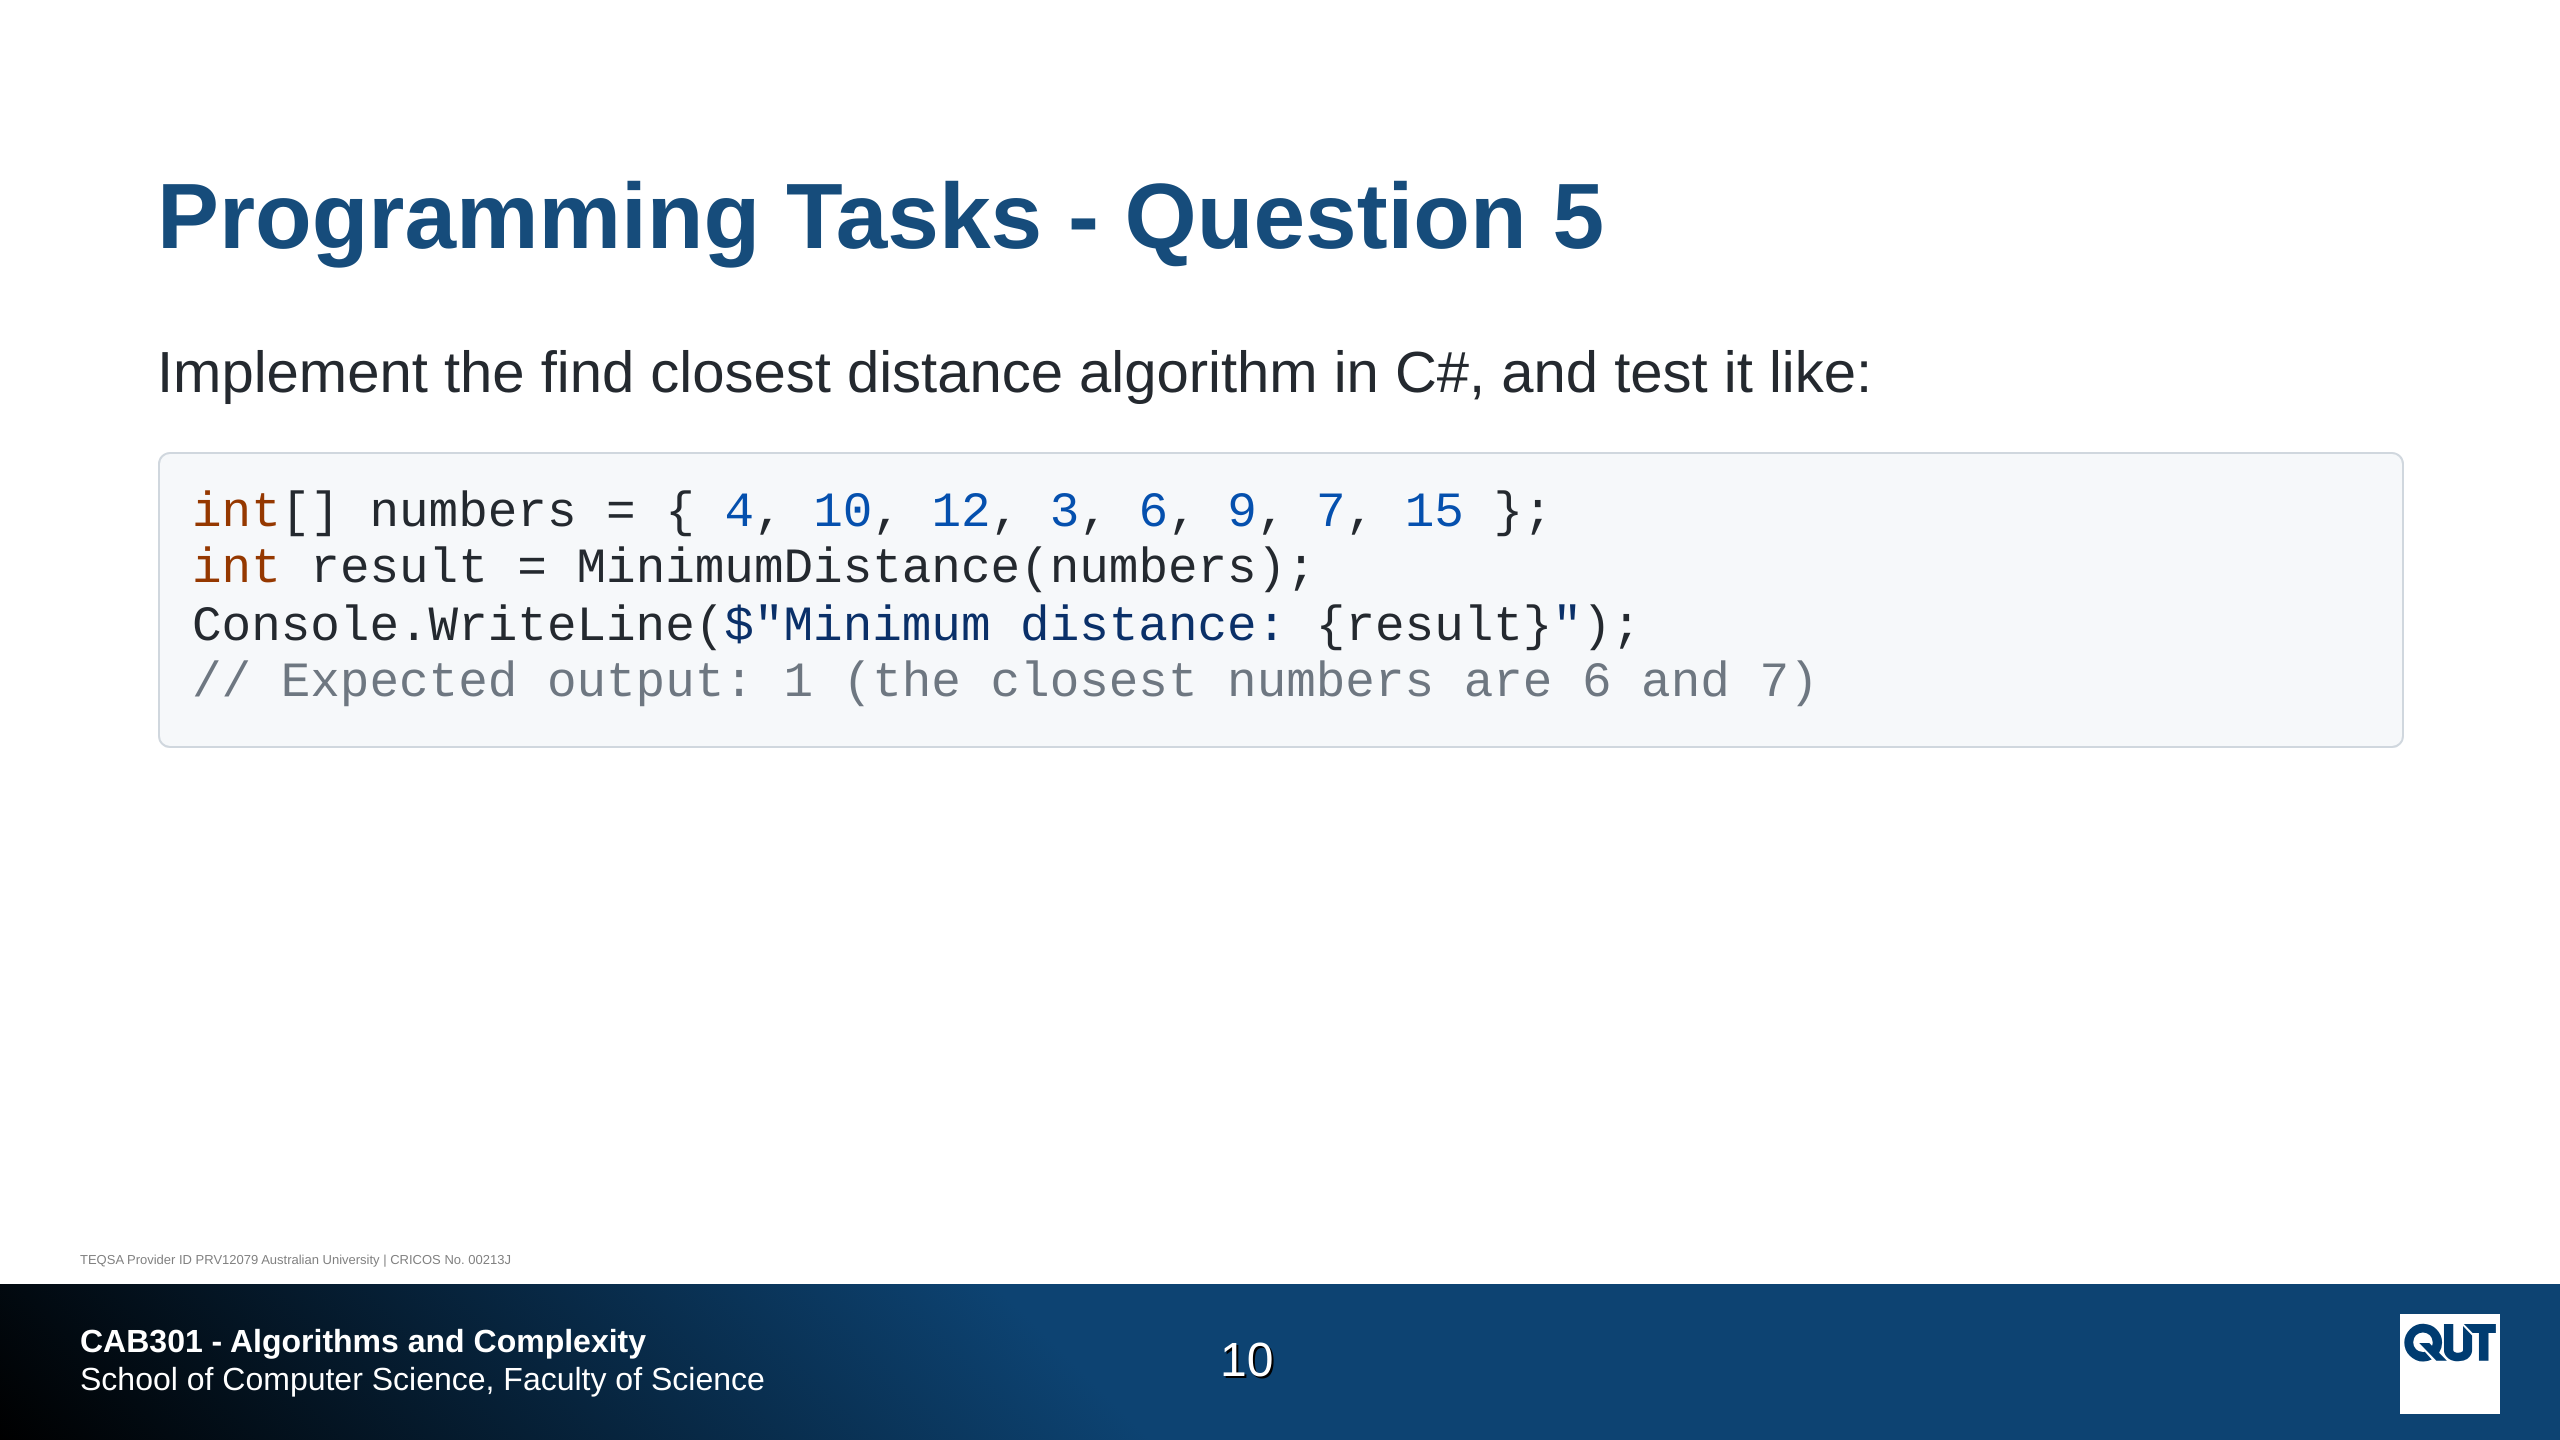 Programming Tasks - Question 5
Implement the find closest distance algorithm in C#, and test it like:
int[] numbers = { 4, 10, 12, 3, 6, 9, 7, 15 };
int result = MinimumDistance(numbers);
Console.WriteLine($"Minimum distance: {result}");
// Expected output: 1 (the closest numbers are 6 and 7)
TEQSA Provider ID PRV12079 Australian University | CRICOS No. 00213J
CAB301 - Algorithms and Complexity
School of Computer Science, Faculty of Science
10
QUT